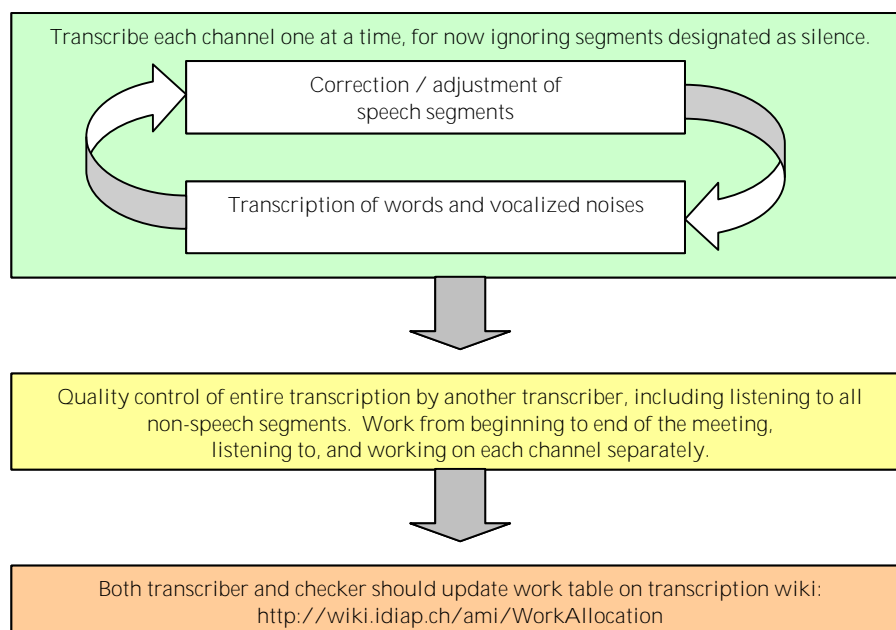 Transcribe each channel one at a time, for now ignoring segments designated as silence.
Correction / adjustment of
speech segments
Transcription of words and vocalized noises
Quality control of entire transcription by another transcriber, including listening to all
non-speech segments.  Work from beginning to end of the meeting,
listening to, and working on each channel separately.
Both transcriber and checker should update work table on transcription wiki:
http://wiki.idiap.ch/ami/WorkAllocation